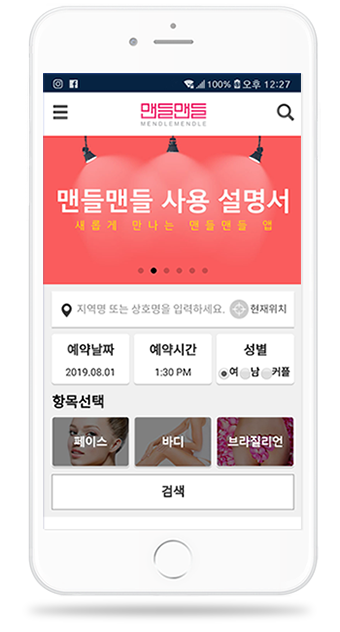 100% 오후 12:27
맨들맨들
MENDLEMENDLE
맨들맨들 사용 설명서
새롭게 만나는 맨들맨들 앱
지역명 또는 상호명을 입력하세요. 현재위치
예약날짜 예약시간 성별
2019.08.01 1:30 PM 여 남 커플
항목선택
페이스 바디 브라질리언
검색